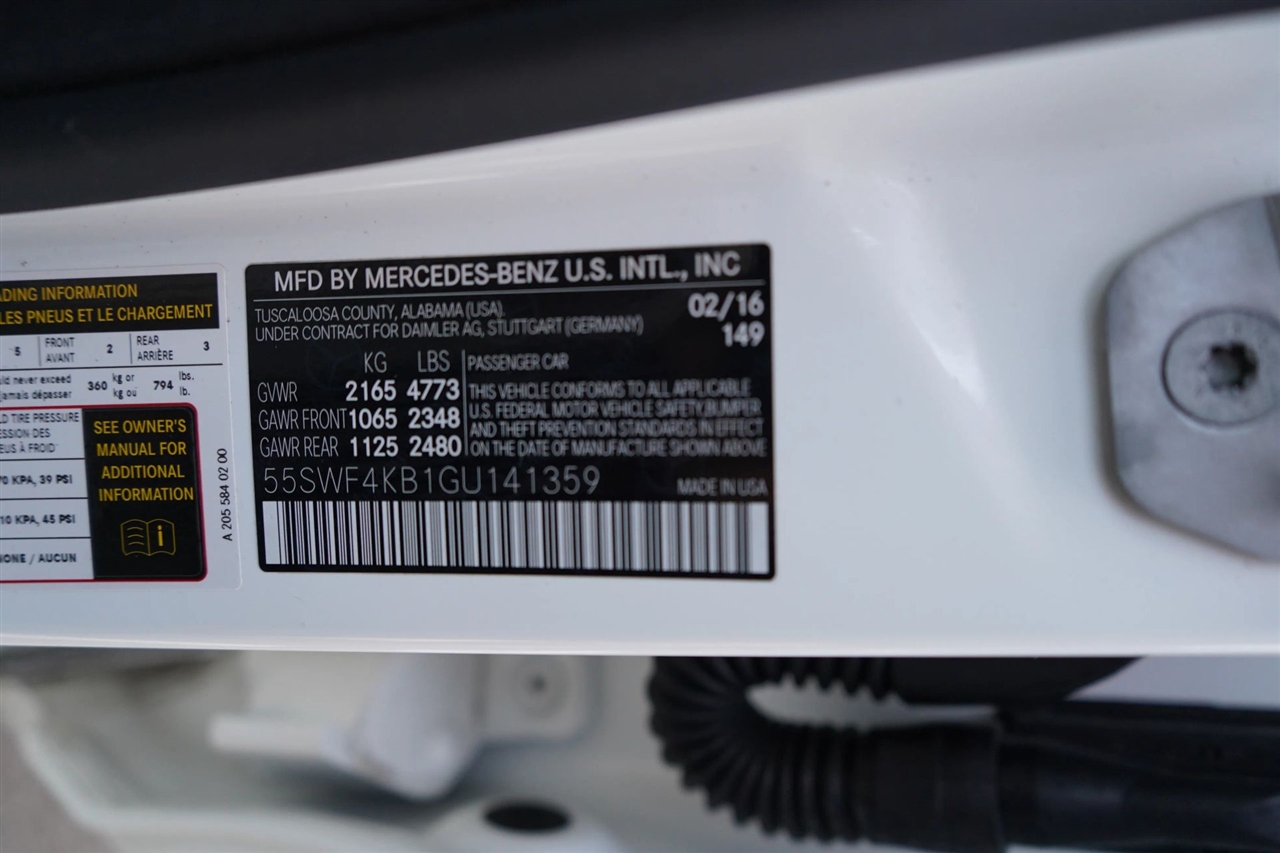 ADING INFORMATION
LES PNEUS ET LE CHARGEMENT
5 FRONT AVANT 2 REAR ARRIÈRE 3
never exceed 360 kg or kg ou 794 lbs. lb.
jamais dépasser
TIRE PRESSURE
DES
À FROID
KPA, 39 PSI
10 KPA, 45 PSI
/ AUCUN
SEE OWNER'S
MANUAL FOR
ADDITIONAL
INFORMATION
A 205 584 02 00
MFD BY MERCEDES-BENZ U.S. INTL., INC
TUSCALOOSA COUNTY, ALABAMA (USA). 02/16
UNDER CONTRACT FOR DAIMLER AG, STUTTGART (GERMANY) 149
KG LBS PASSENGER CAR
GWVR 2165 4773
GAWR FRONT 1065 2348
GAWR REAR 1125 2480
THIS VEHICLE CONFORMS TO ALL APPLICABLE
U.S. FEDERAL MOTOR VEHICLE SAFETY, BUMPER
AND THEFT PREVENTION STANDARDS IN EFFECT
ON THE DATE OF MANUFACTURE SHOWN ABOVE
55SWF4KB1GU141359
MADE IN USA